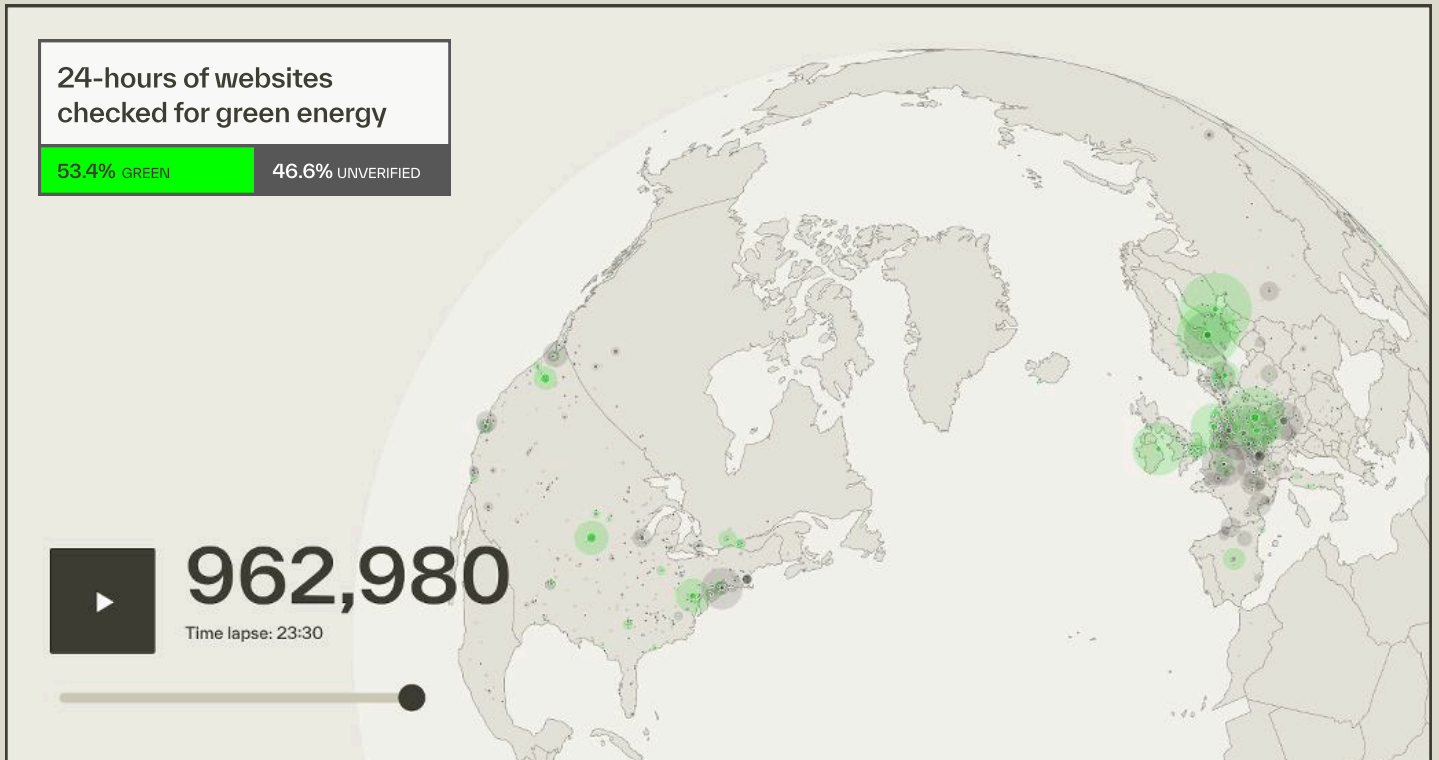 24-hours of websites
checked for green energy
53.4% GREEN
46.6% UNVERIFIED
962,980
Time lapse: 23:30